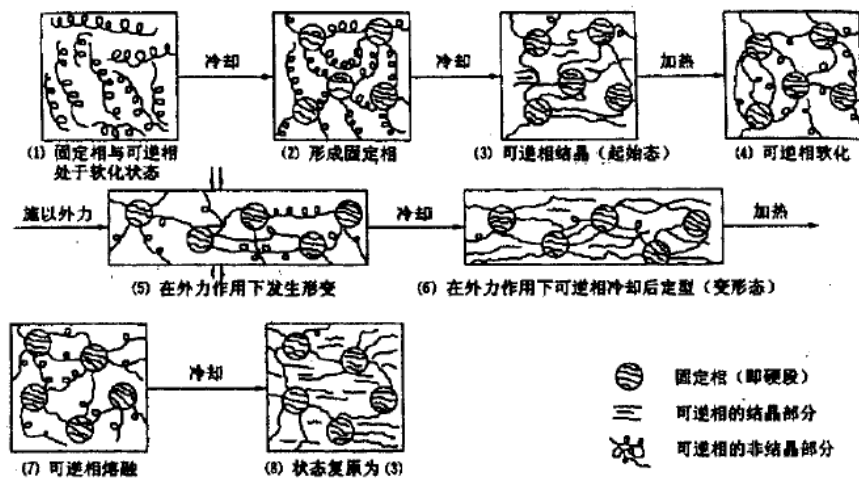 冷却
冷却
加热
(1) 固定相与可逆相
处于软化状态
(2) 形成固定相
(3) 可逆相结晶(起始态)
(4) 可逆相软化
施以外力
冷却
加热
(5) 在外力作用下发生形变
(6) 在外力作用下可逆相冷却后定型(变形态)
冷却
固定相(即硬段)
可逆相的结晶部分
可逆相的非结晶部分
(7) 可逆相熔融
(8) 状态复原为(3)